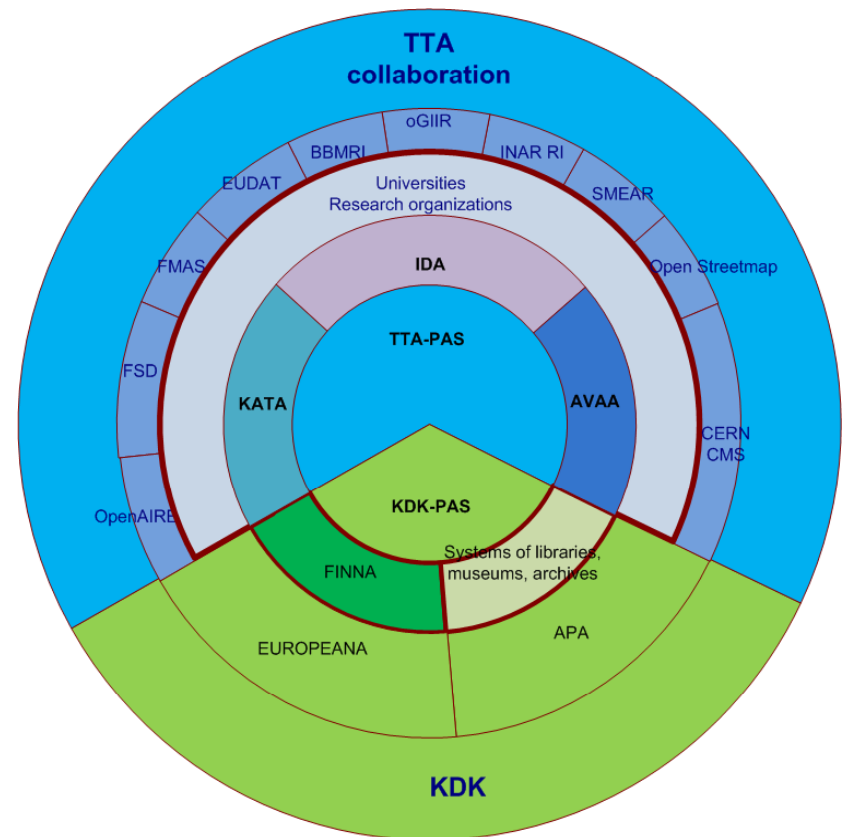 TTA
collaboration
oGIIR
BBMRI
INAR RI
EUDAT
SMEAR
Universities
Research organizations
FMAS
IDA
Open Streetmap
TTA-PAS
FSD
KATA
AVAA
CERN
CMS
OpenAIRE
KDK-PAS
Systems of libraries,
museums, archives
FINNA
EUROPEANA
APA
KDK